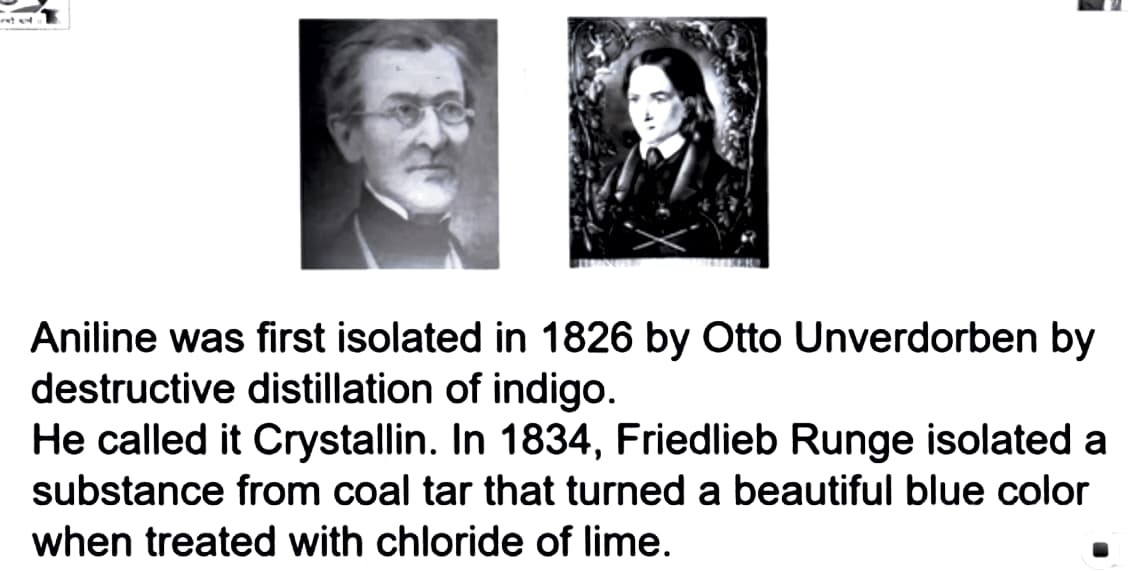 Aniline was first isolated in 1826 by Otto Unverdorben by
destructive distillation of indigo.
He called it Crystallin. In 1834, Friedlieb Runge isolated a
substance from coal tar that turned a beautiful blue color
when treated with chloride of lime.